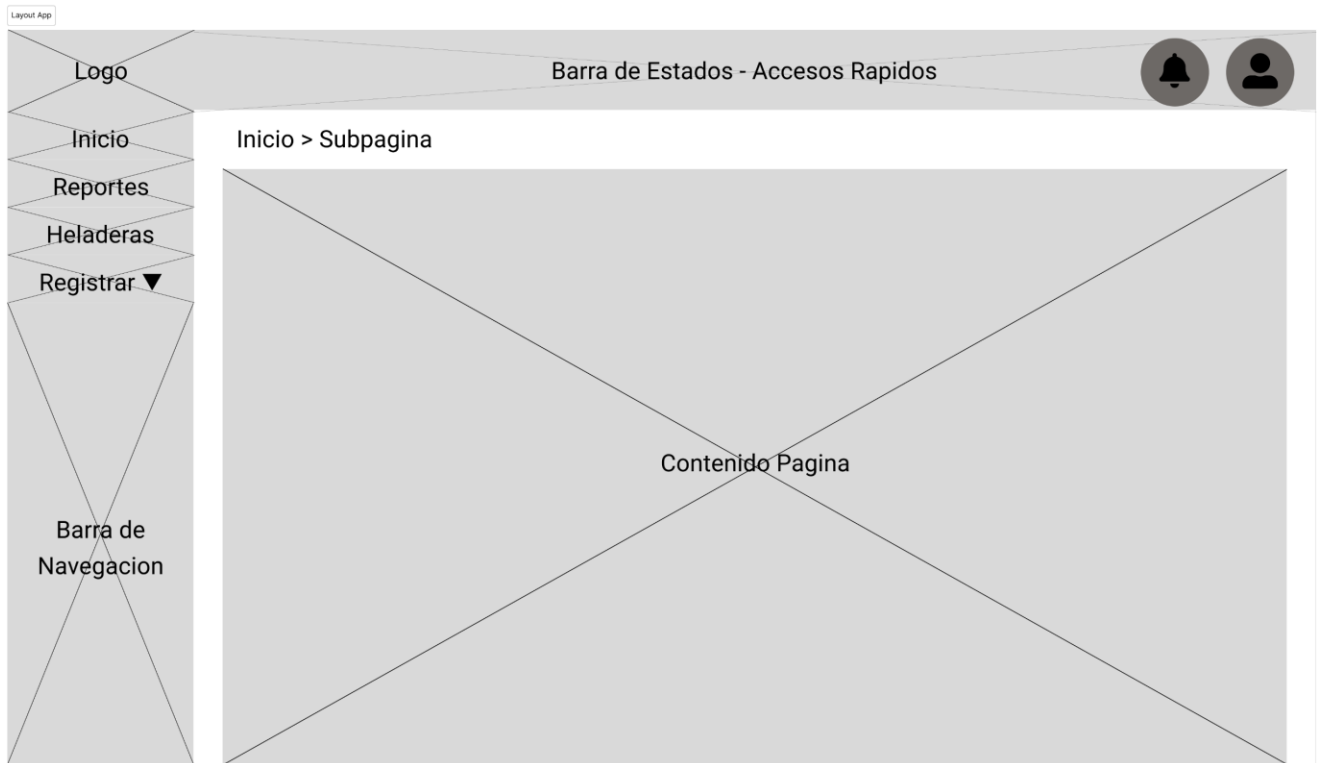 Layout App
Logo
Barra de Estados - Accesos Rapidos
Inicio
Reportes
Heladeras
Registrar ▼
Barra de
Navegacion
Inicio > Subpagina
Contenido Pagina